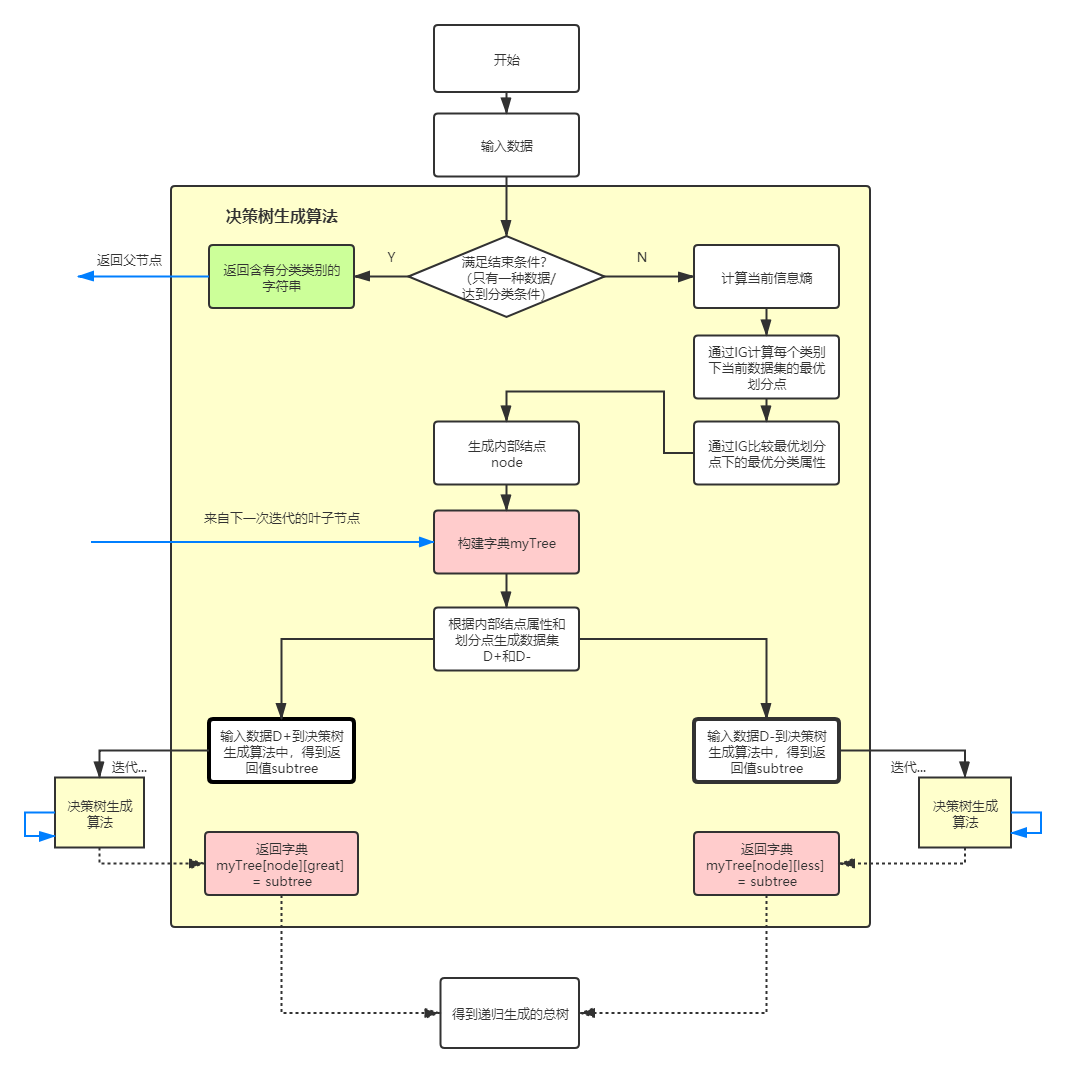 开始
输入数据
决策树生成算法
返回父节点
返回含有分类类别的
字符串
Y
满足结束条件？
（只有一种数据/
达到分类条件）
N
计算当前信息熵
通过IG计算每个类别
下当前数据集的最优
划分点
通过IG比较最优划分
点下的最优分类属性
生成内部结点
node
来自下一次迭代的叶子节点
构建字典myTree
根据内部结点属性和
划分点生成数据集
D+和D-
输入数据D+到决策树
生成算法中，得到返
回值subtree
输入数据D-到决策树
生成算法中，得到返
回值subtree
迭代...
迭代...
决策树生成
算法
决策树生成
算法
返回字典
myTree[node][great]
= subtree
返回字典
myTree[node][less]
= subtree
得到递归生成的总树